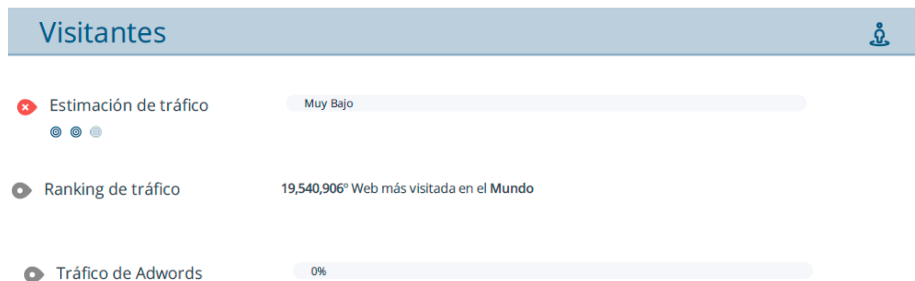 Visitantes
Estimación de tráfico
Muy Bajo
Ranking de tráfico
19,540,906º Web más visitada en el Mundo
Tráfico de Adwords
0%